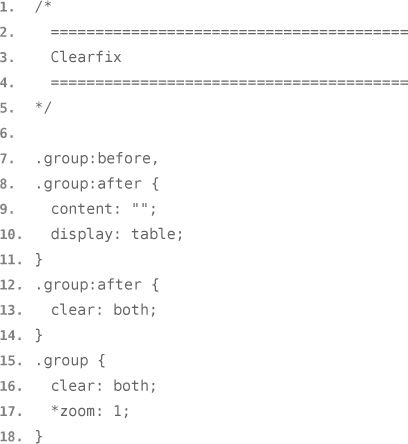 1. /*
2.   ========================================
3.   Clearfix
4.   ========================================
5. */
6.
7. .group:before,
8. .group:after {
9.   content: "";
10.   display: table;
11. }
12. .group:after {
13.   clear: both;
14. }
15. .group {
16.   clear: both;
17.   *zoom: 1;
18. }